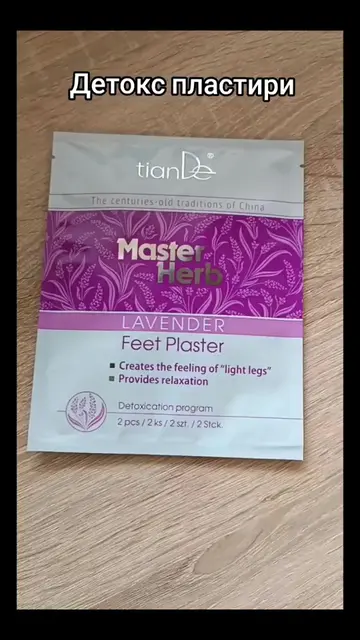 Детокс пластири
tianDe®
The centuries-old traditions of China
Master
Herb
LAVENDER
Feet Plaster
■ Creates the feeling of "light legs"
■ Provides relaxation
Detoxication program
2 pcs / 2 ks / 2 szt. / 2 Stck.